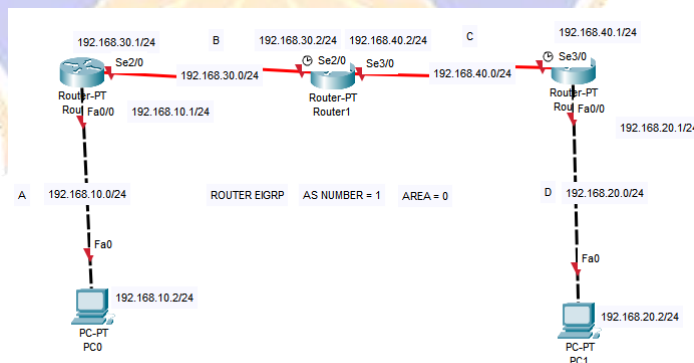 192.168.30.1/24
B
192.168.30.2/24
192.168.40.2/24
C
192.168.40.1/24
Se2/0
192.168.30.0/24
Se2/0
Se3/0
192.168.40.0/24
Se3/0
Router-PT
Rou
Fa0/0
192.168.10.1/24
Router-PT
Router1
Router-PT
Rou
Fa0/0
192.168.20.1/24
A
192.168.10.0/24
ROUTER EIGRP
AS NUMBER = 1
AREA = 0
D
192.168.20.0/24
Fa0
Fa0
192.168.10.2/24
192.168.20.2/24
PC-PT
PC0
PC-PT
PC1